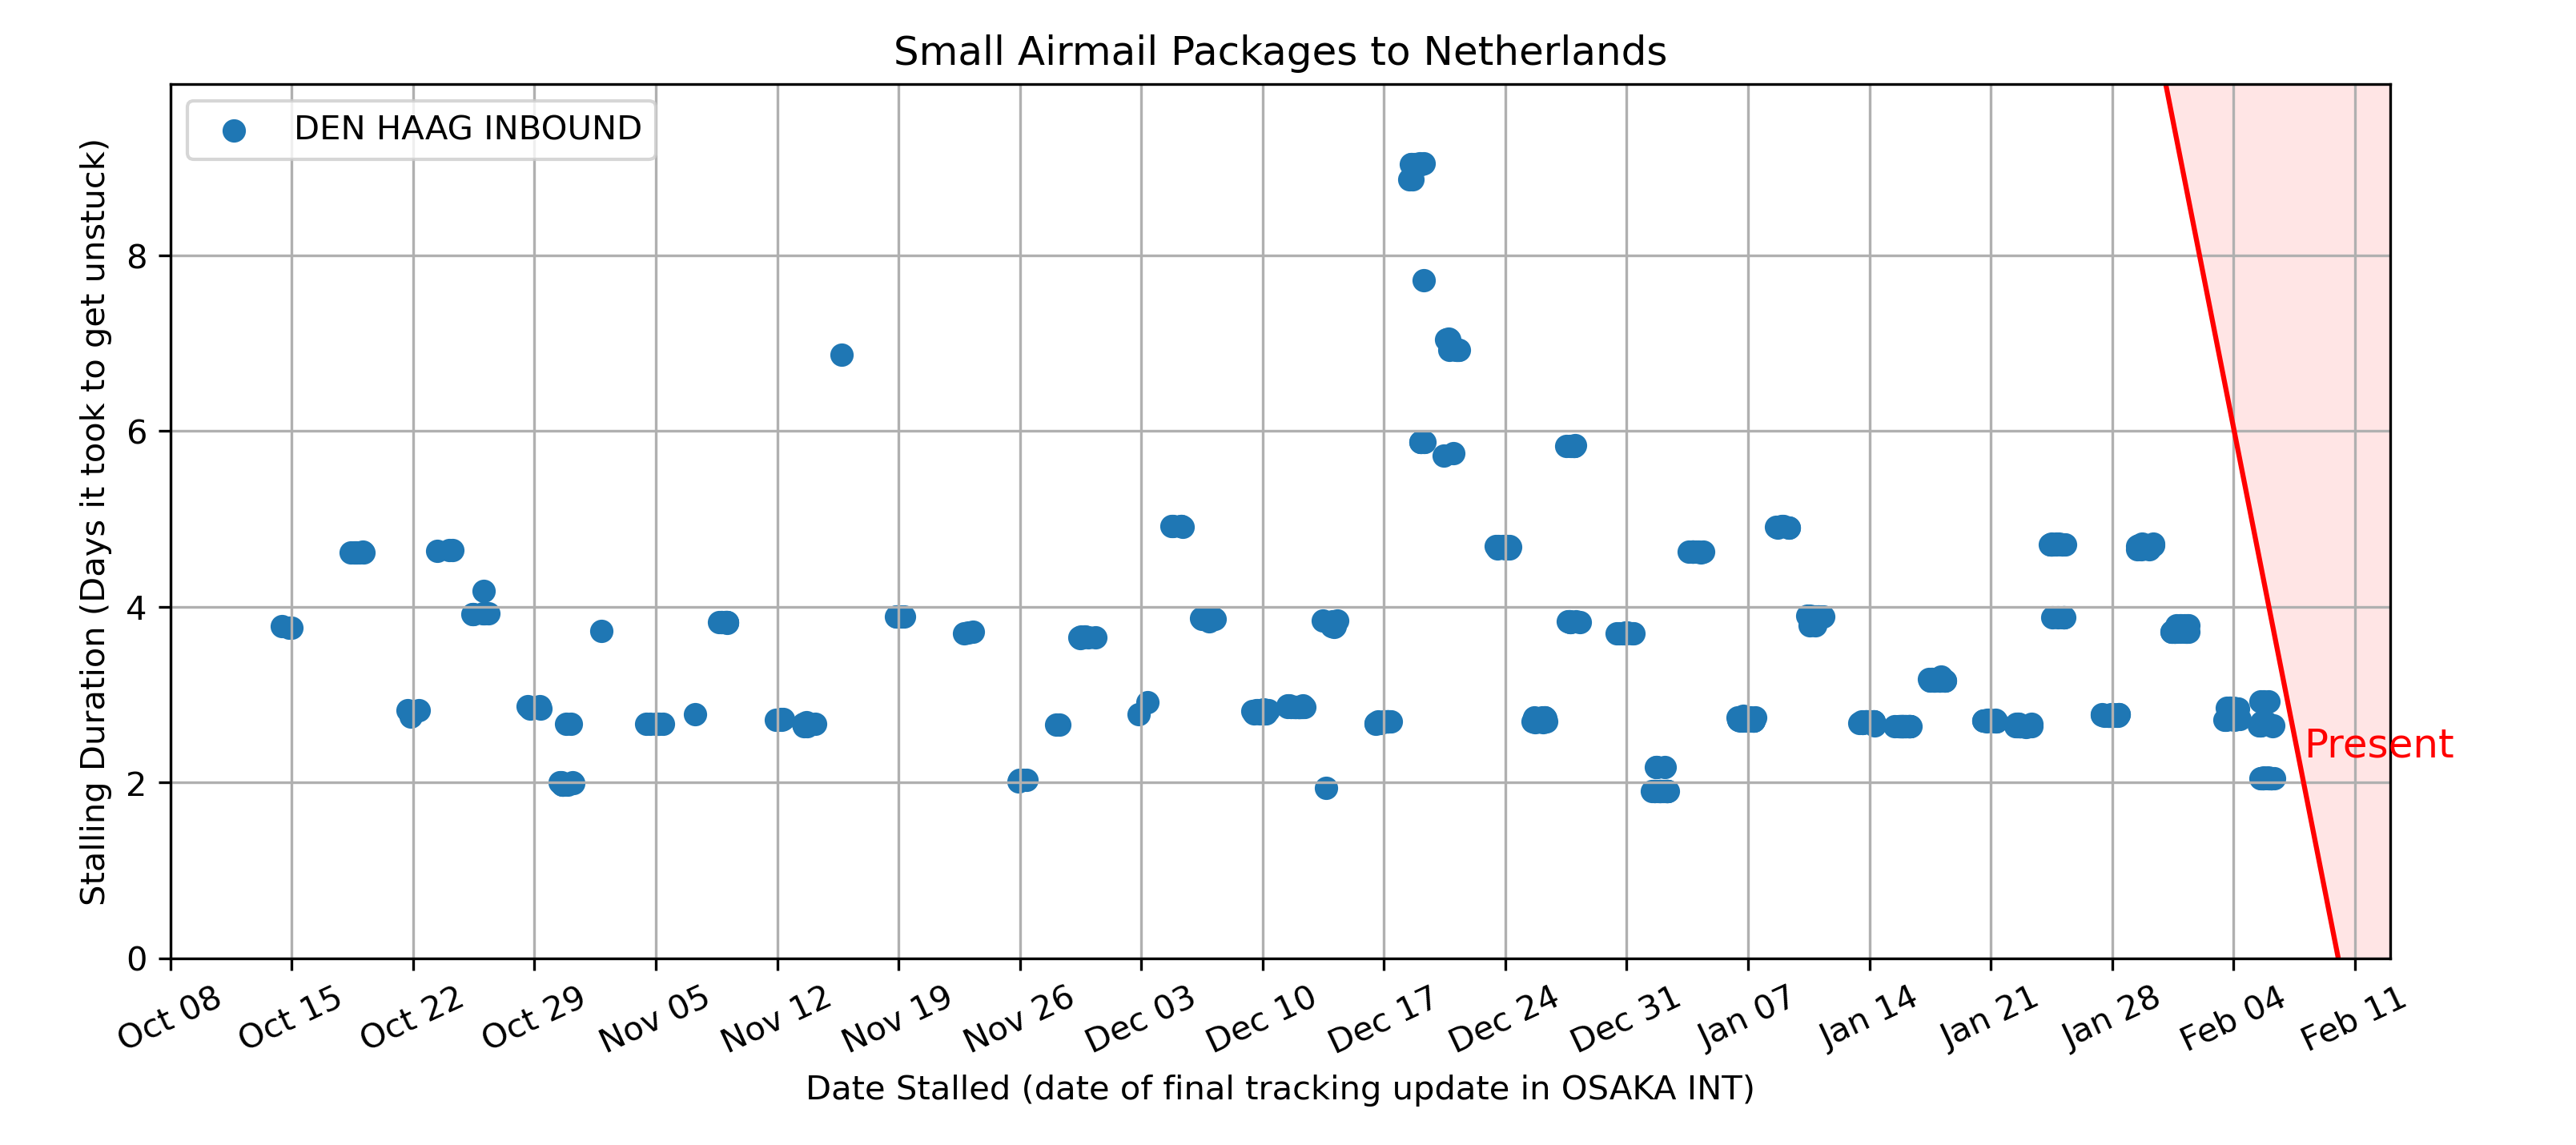 Small Airmail Packages to Netherlands
DEN HAAG INBOUND
Stalling Duration (Days it took to get unstuck)
8
6
4
2
0
Present
Oct 08
Oct 15
Oct 22
Oct 29
Nov 05
Nov 12
Nov 19
Nov 26
Dec 03
Dec 10
Dec 17
Dec 24
Dec 31
Jan 07
Jan 14
Jan 21
Jan 28
Feb 04
Feb 11
Date Stalled (date of final tracking update in OSAKA INT)